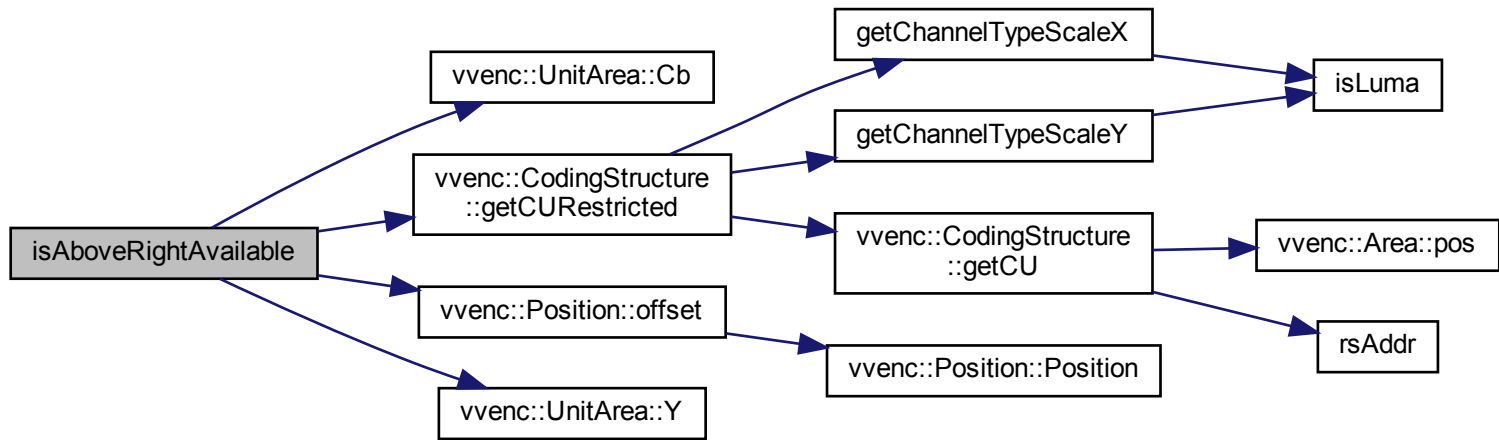 isAboveRightAvailable
vvenc::UnitArea::Cb
vvenc::CodingStructure
::getCURestricted
vvenc::Position::offset
vvenc::UnitArea::Y
getChannelTypeScaleX
getChannelTypeScaleY
vvenc::CodingStructure
::getCU
vvenc::Position::Position
isLuma
vvenc::Area::pos
rsAddr